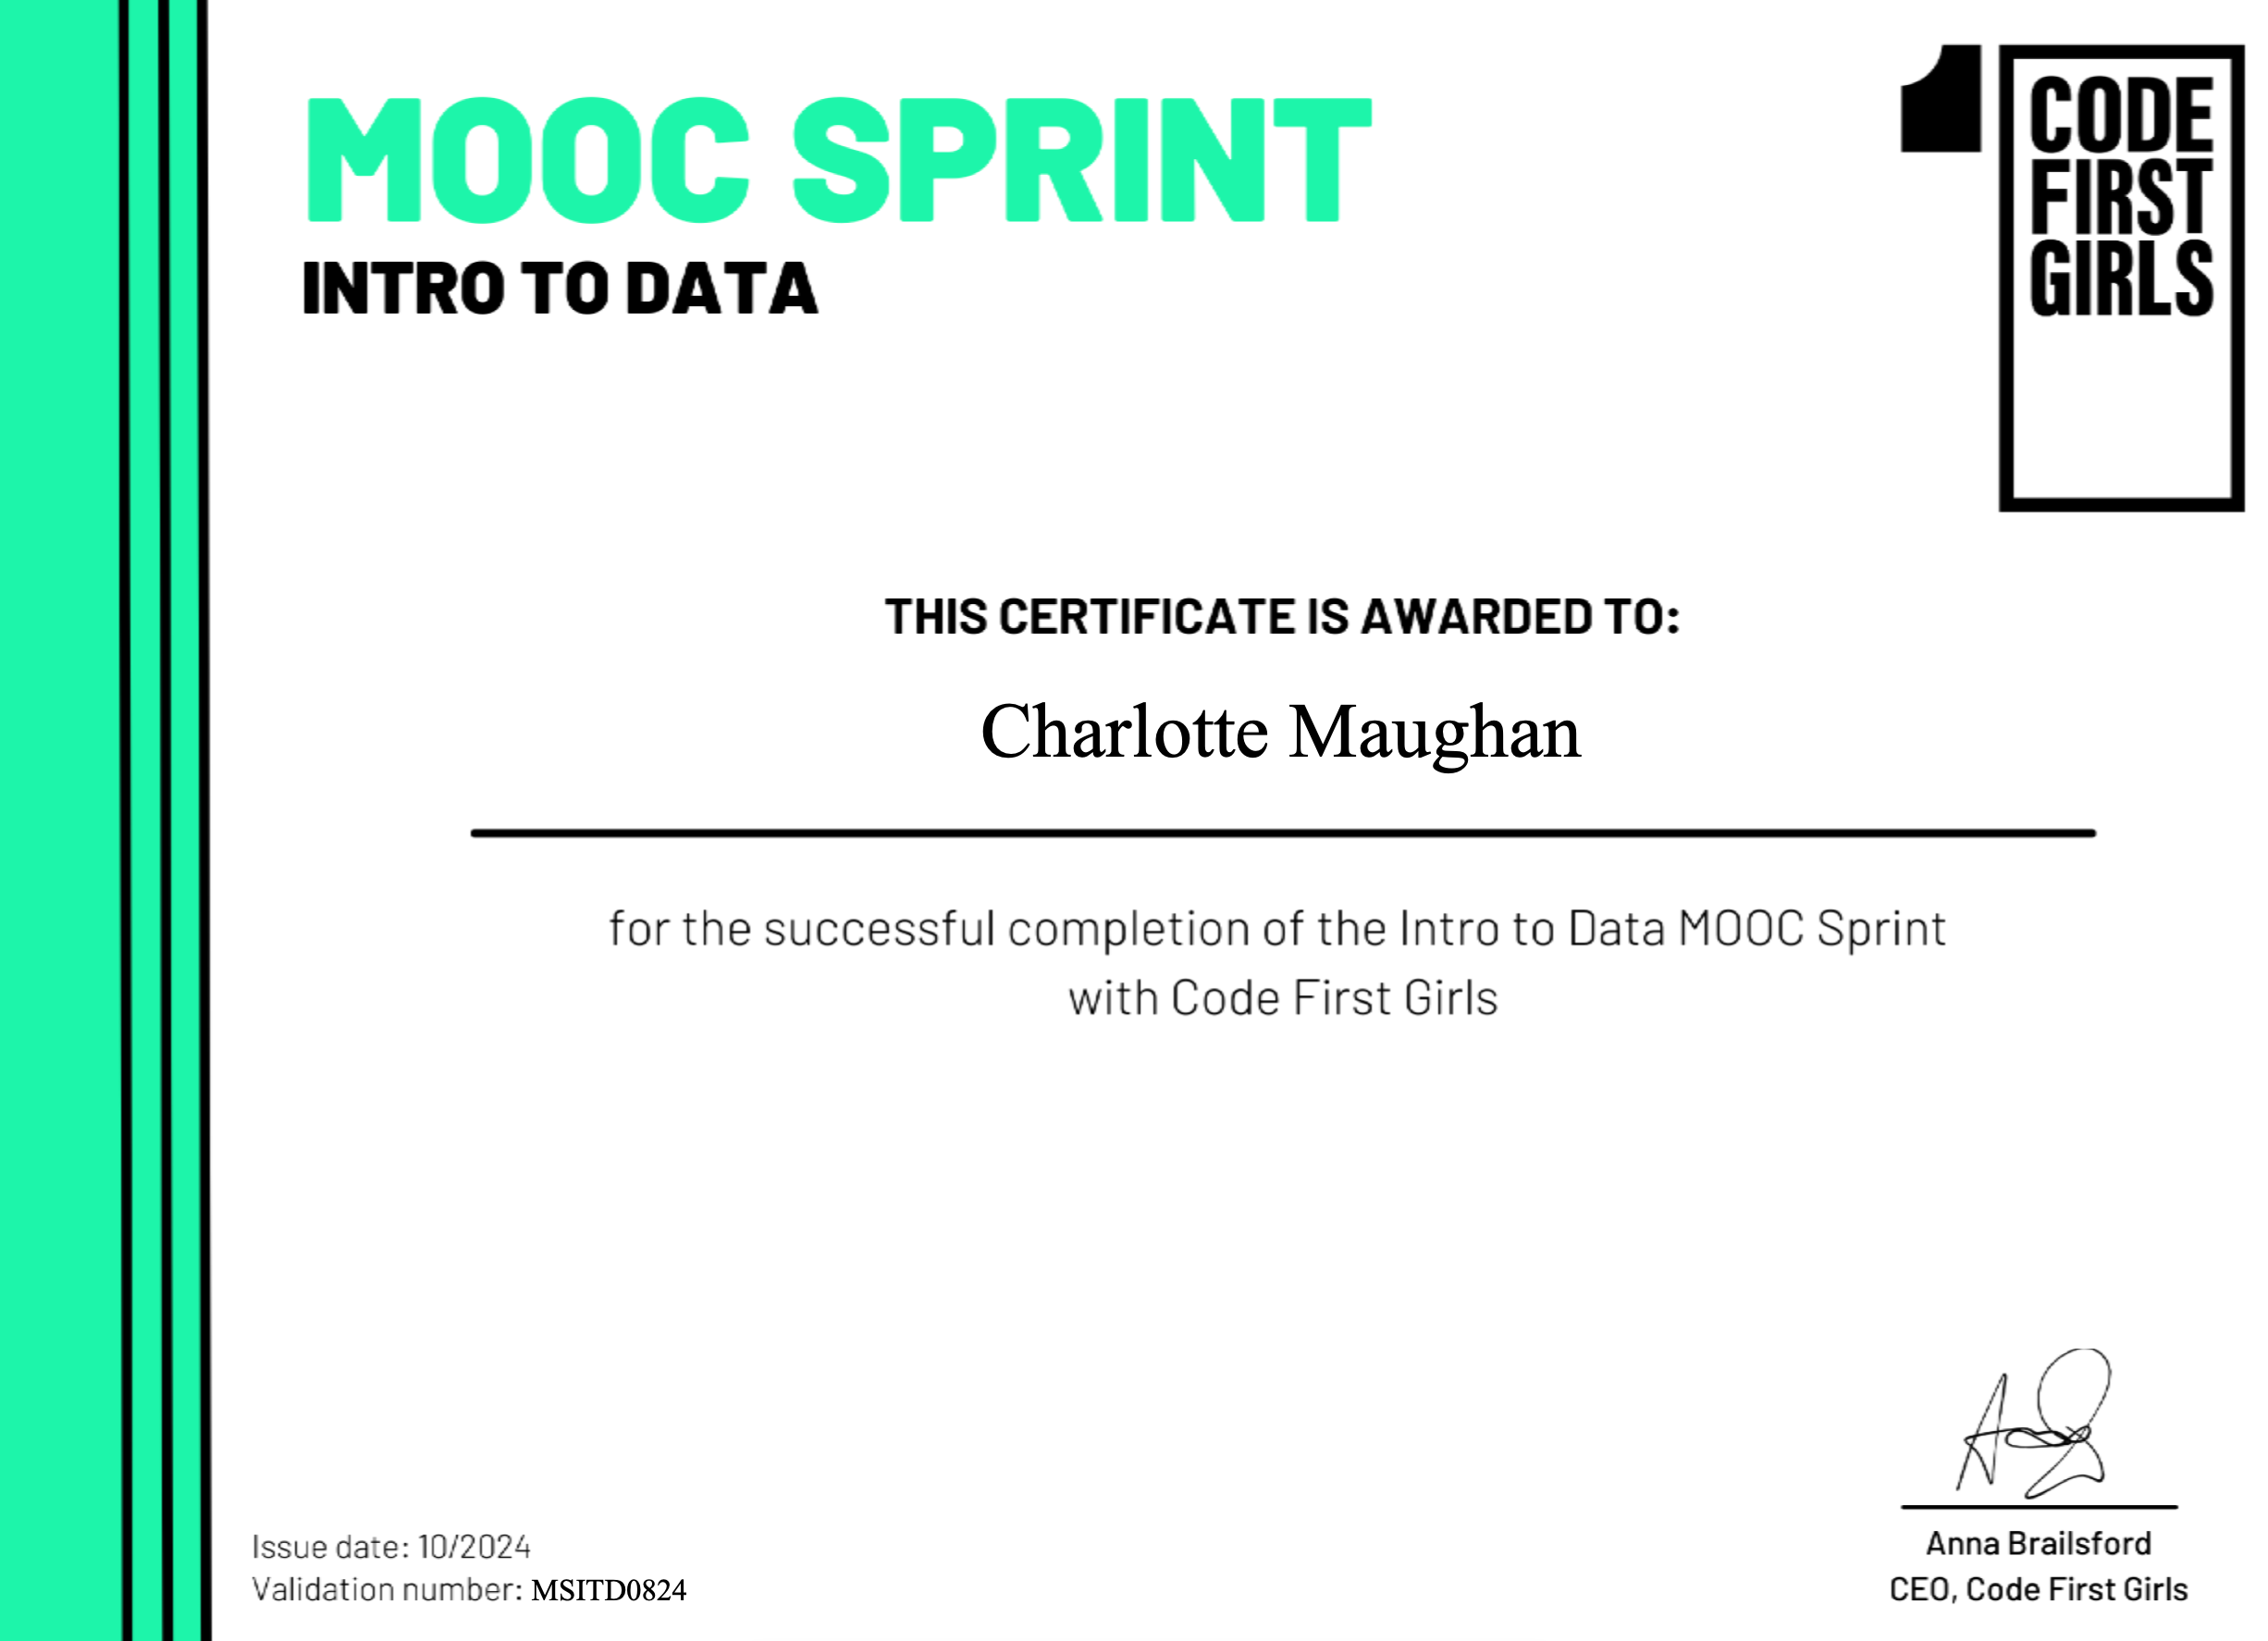 MOOC SPRINT
INTRO TO DATA
CODE
FIRST
GIRLS
THIS CERTIFICATE IS AWARDED TO:
Charlotte Maughan
for the successful completion of the Intro to Data MOOC Sprint
with Code First Girls
Issue date: 10/2024
Validation number: MSITD0824
Anna Brailsford
CEO, Code First Girls